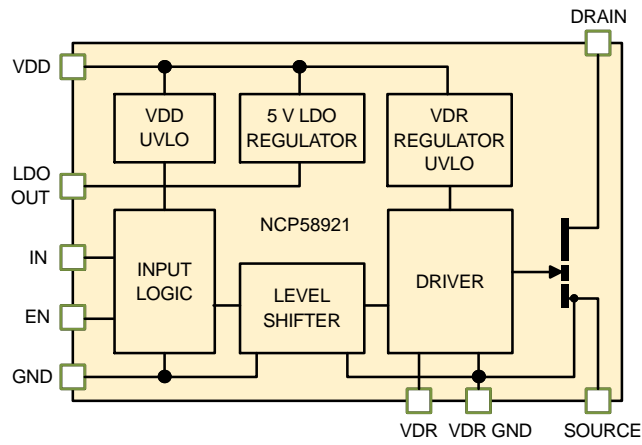 DRAIN
VDD
VDD
UVLO
5 V LDO
REGULATOR
VDR
REGULATOR
UVLO
LDO
OUT
NCP58921
IN
INPUT
LOGIC
LEVEL
SHIFTER
DRIVER
EN
GND
VDR
VDR GND
SOURCE